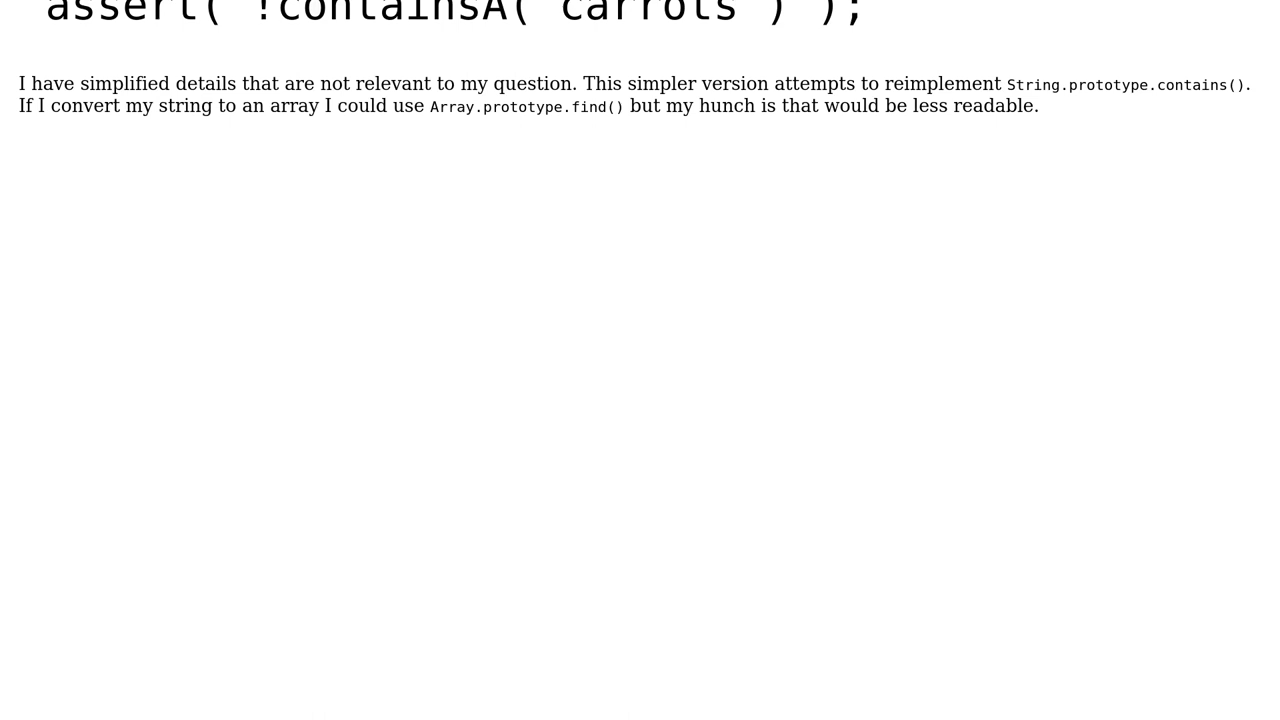 assert( !containsA( carrots ) );
I have simplified details that are not relevant to my question. This simpler version attempts to reimplement String.prototype.contains().
If I convert my string to an array I could use Array.prototype.find() but my hunch is that would be less readable.